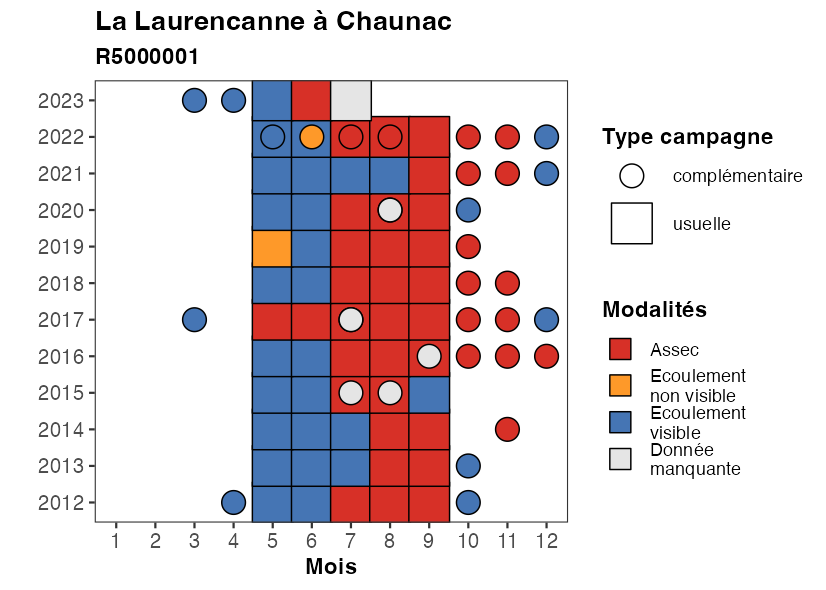 La Laurencanne à Chaunac
R5000001
2023
2022
2021
2020
2019
2018
2017
2016
2015
2014
2013
2012
1 2 3 4 5 6 7 8 9 10 11 12
Mois
Type campagne
complémentaire
usuelle
Modalités
Assec
Ecoulement
non visible
Ecoulement
visible
Donnée
manquante